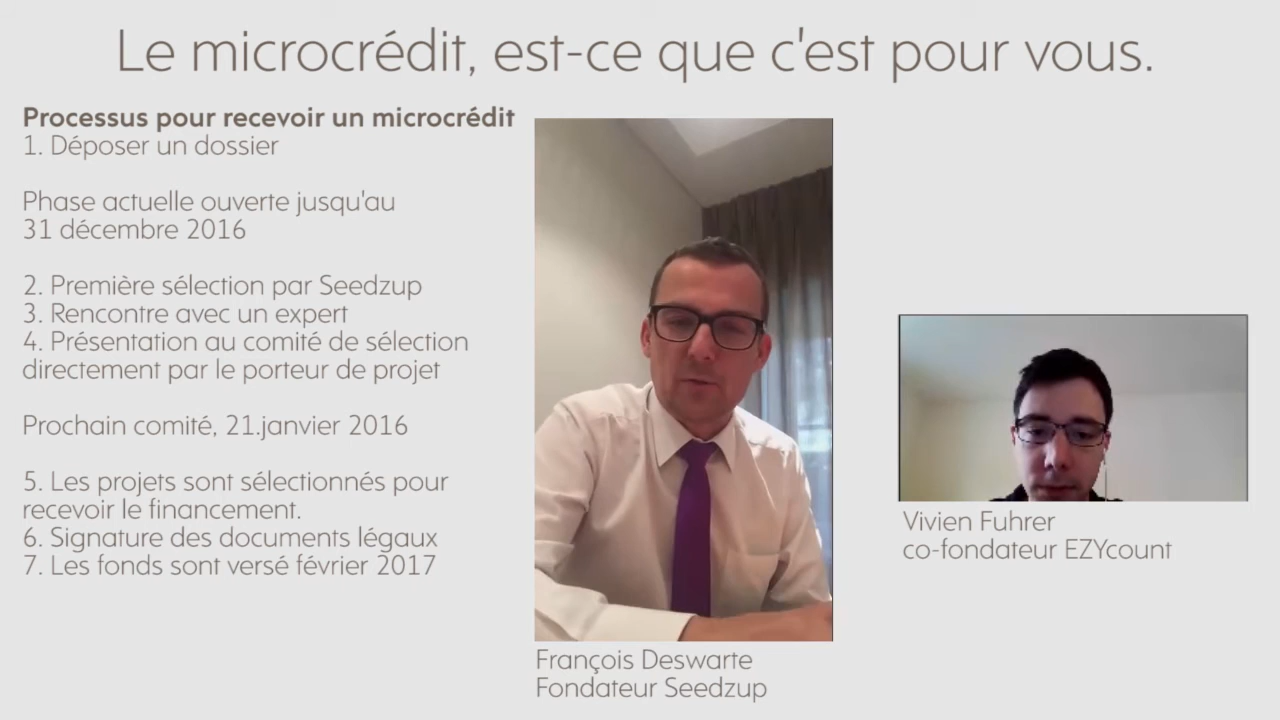 Le microcrédit, est-ce que c'est pour vous.
Processus pour recevoir un microcrédit
1. Déposer un dossier
Phase actuelle ouverte jusqu'au
31 décembre 2016
2. Première sélection par Seedzup
3. Rencontre avec un expert
4. Présentation au comité de sélection
directement par le porteur de projet
Prochain comité, 21.janvier 2016
5. Les projets sont sélectionnés pour
recevoir le financement.
6. Signature des documents légaux
7. Les fonds sont versé février 2017
François Deswarte
Fondateur Seedzup
Vivien Fuhrer
co-fondateur EZYcount